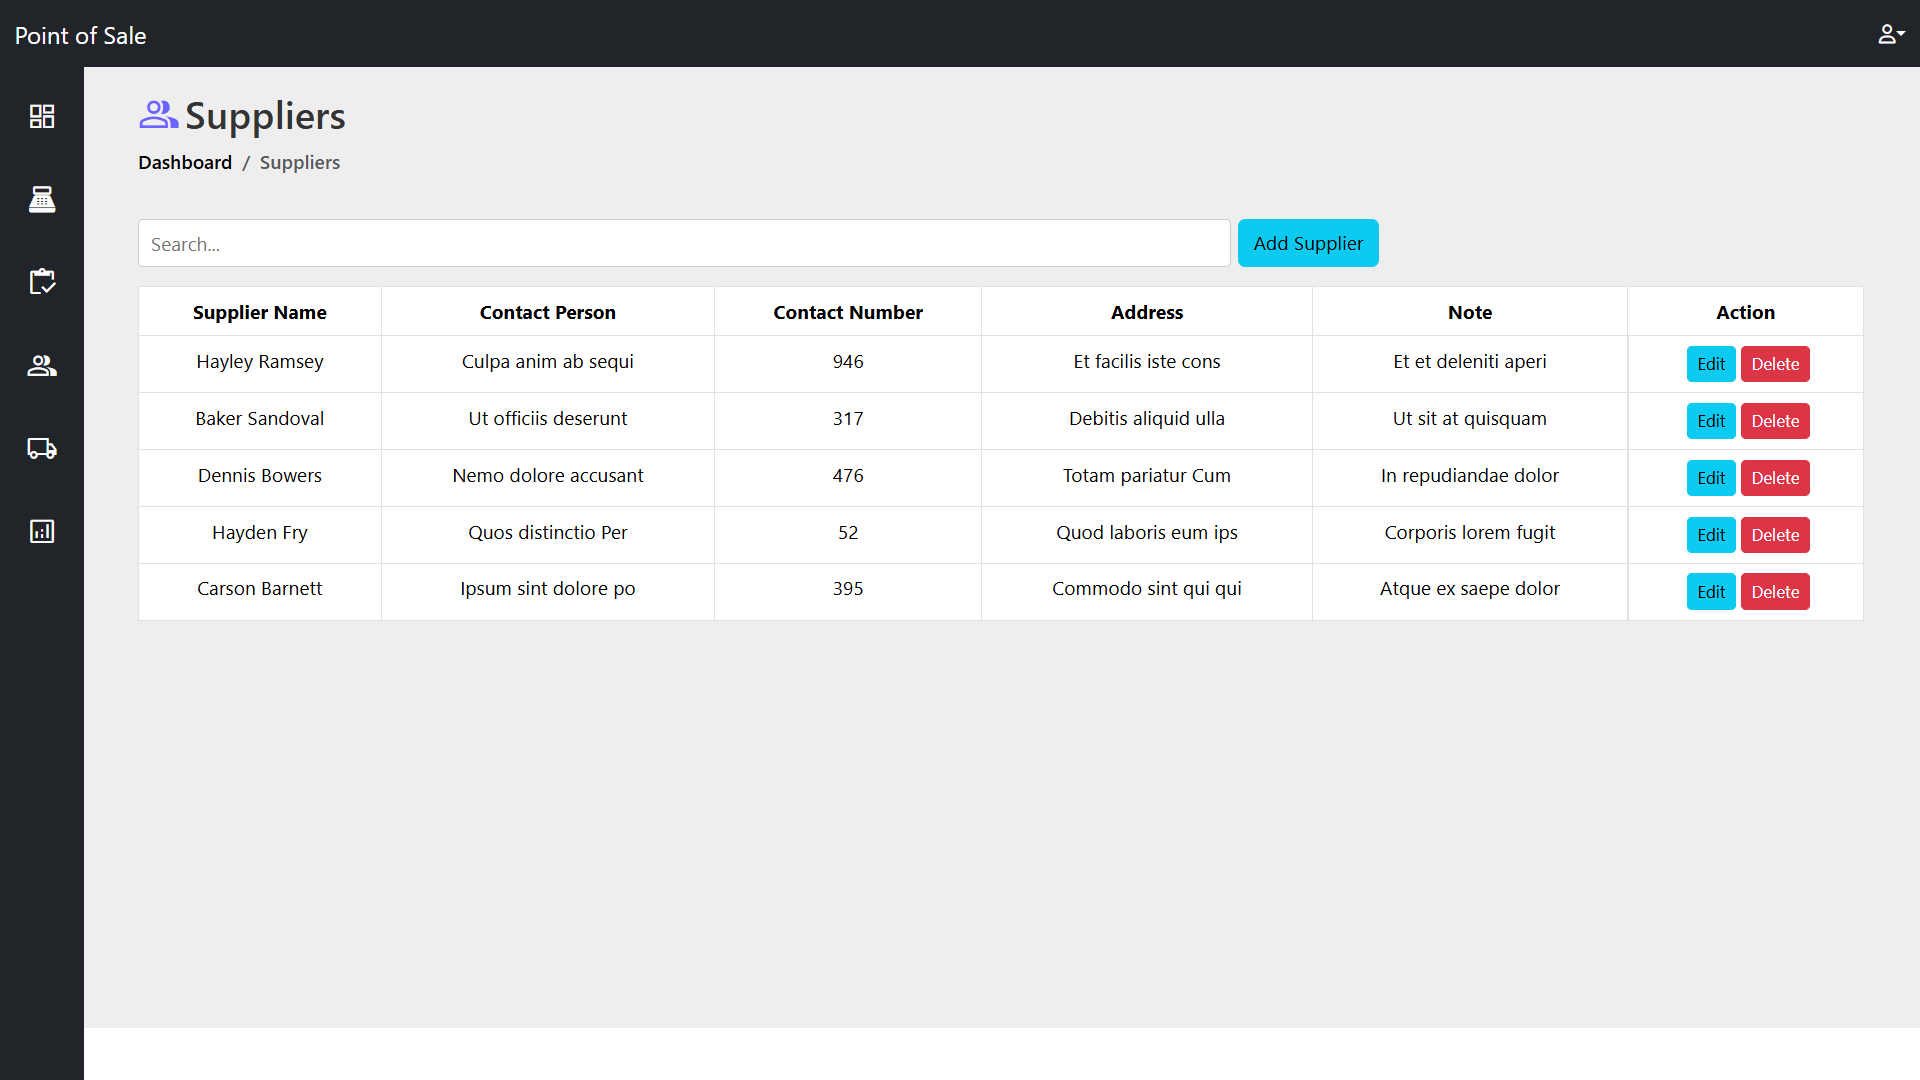 Point of Sale
Suppliers
Dashboard / Suppliers
Search...
Add Supplier
Supplier Name Contact Person Contact Number Address Note Action
Hayley Ramsey Culpa anim ab sequi 946 Et facilis iste cons Et et deleniti aperi Edit Delete
Baker Sandoval Ut officiis deserunt 317 Debitis aliquid ulla Ut sit at quisquam Edit Delete
Dennis Bowers Nemo dolore accusant 476 Totam pariatur Cum In repudiandae dolor Edit Delete
Hayden Fry Quos distinctio Per 52 Quod laboris eum ips Corporis lorem fugit Edit Delete
Carson Barnett Ipsum sint dolore po 395 Commodo sint qui qui Atque ex saepe dolor Edit Delete